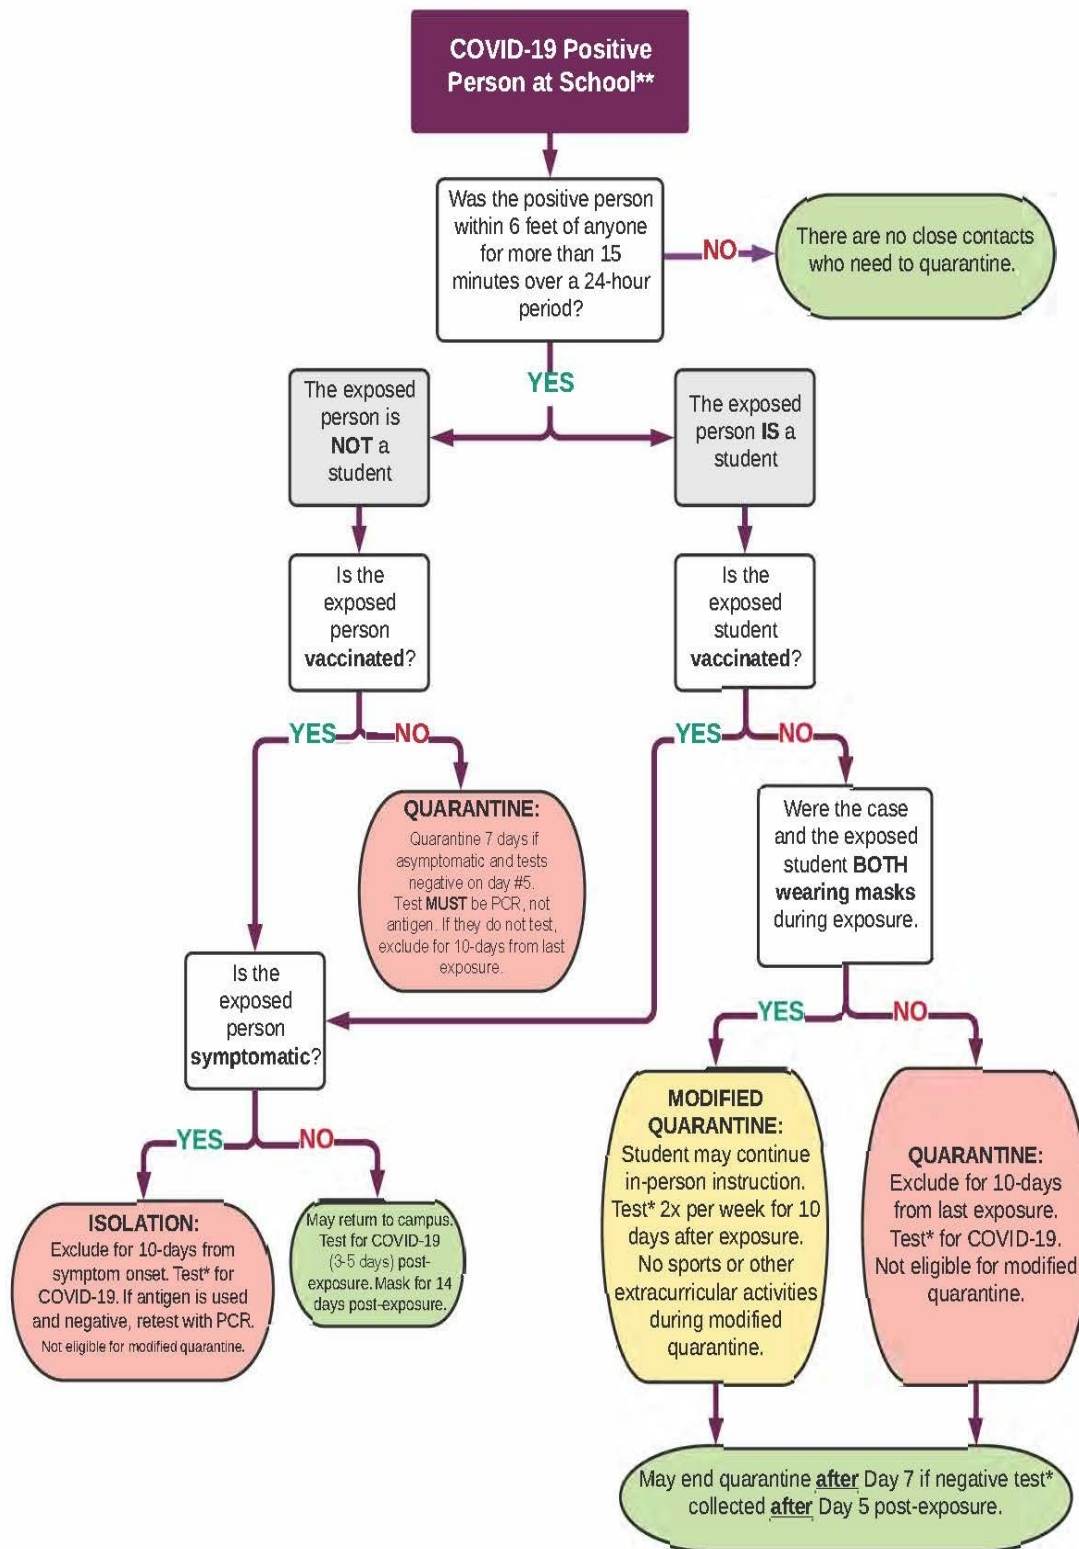 COVID-19 Positive
Person at School**
Was the positive person
within 6 feet of anyone
for more than 15
minutes over a 24-hour
period?
NO
There are no close contacts
who need to quarantine.
YES
The exposed
person is
NOT a
student
The exposed
person IS a
student
Is the
exposed
person
vaccinated?
Is the
exposed
student
vaccinated?
YES
NO
YES
NO
QUARANTINE:
Quarantine 7 days if
asymptomatic and tests
negative on day #5.
Test MUST be PCR, not
antigen. If they do not test,
exclude for 10-days from last
exposure.
Were the case
and the exposed
student BOTH
wearing masks
during exposure.
Is the
exposed
person
symptomatic?
YES
NO
YES
NO
ISOLATION:
Exclude for 10-days from
symptom onset. Test* for
COVID-19. If antigen is used
and negative, retest with PCR.
Not eligible for modified quarantine.
May return to campus.
Test for COVID-19
(3-5 days) post-
exposure. Mask for 14
days post-exposure.
MODIFIED
QUARANTINE:
Student may continue
in-person instruction.
Test* 2x per week for 10
days after exposure.
No sports or other
extracurricular activities
during modified
quarantine.
QUARANTINE:
Exclude for 10-days
from last exposure.
Test* for COVID-19.
Not eligible for modified
quarantine.
May end quarantine after Day 7 if negative test*
collected after Day 5 post-exposure.